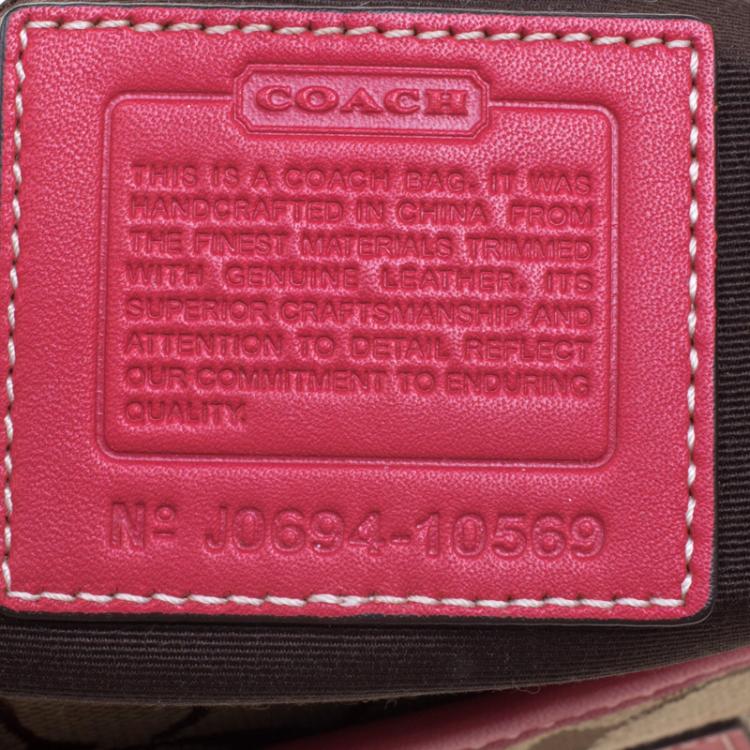 COACH
THIS IS A COACH BAG. IT WAS
HANDCRAFTED IN CHINA FROM
THE FINEST MATERIALS TRIMMED
WITH GENUINE LEATHER. ITS
SUPERIOR CRAFTSMANSHIP AND
ATTENTION TO DETAIL REFLECT
OUR COMMITMENT TO ENDURING
QUALITY.
Nº J0694-10569